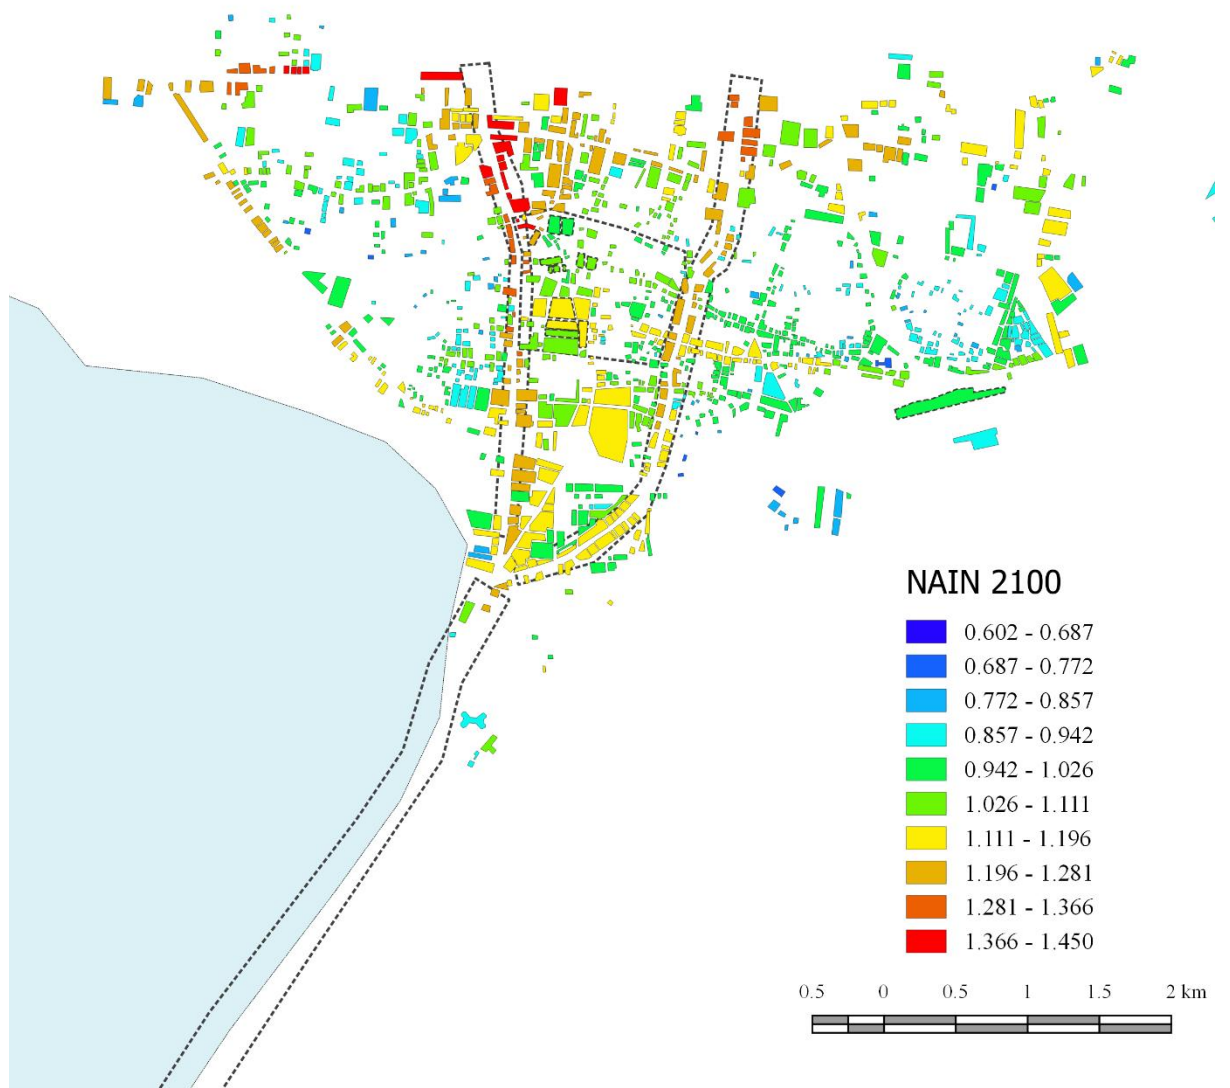 NAIN 2100
0.602 - 0.687
0.687 - 0.772
0.772 - 0.857
0.857 - 0.942
0.942 - 1.026
1.026 - 1.111
1.111 - 1.196
1.196 - 1.281
1.281 - 1.366
1.366 - 1.450
0.5 0 0.5 1 1.5 2 km